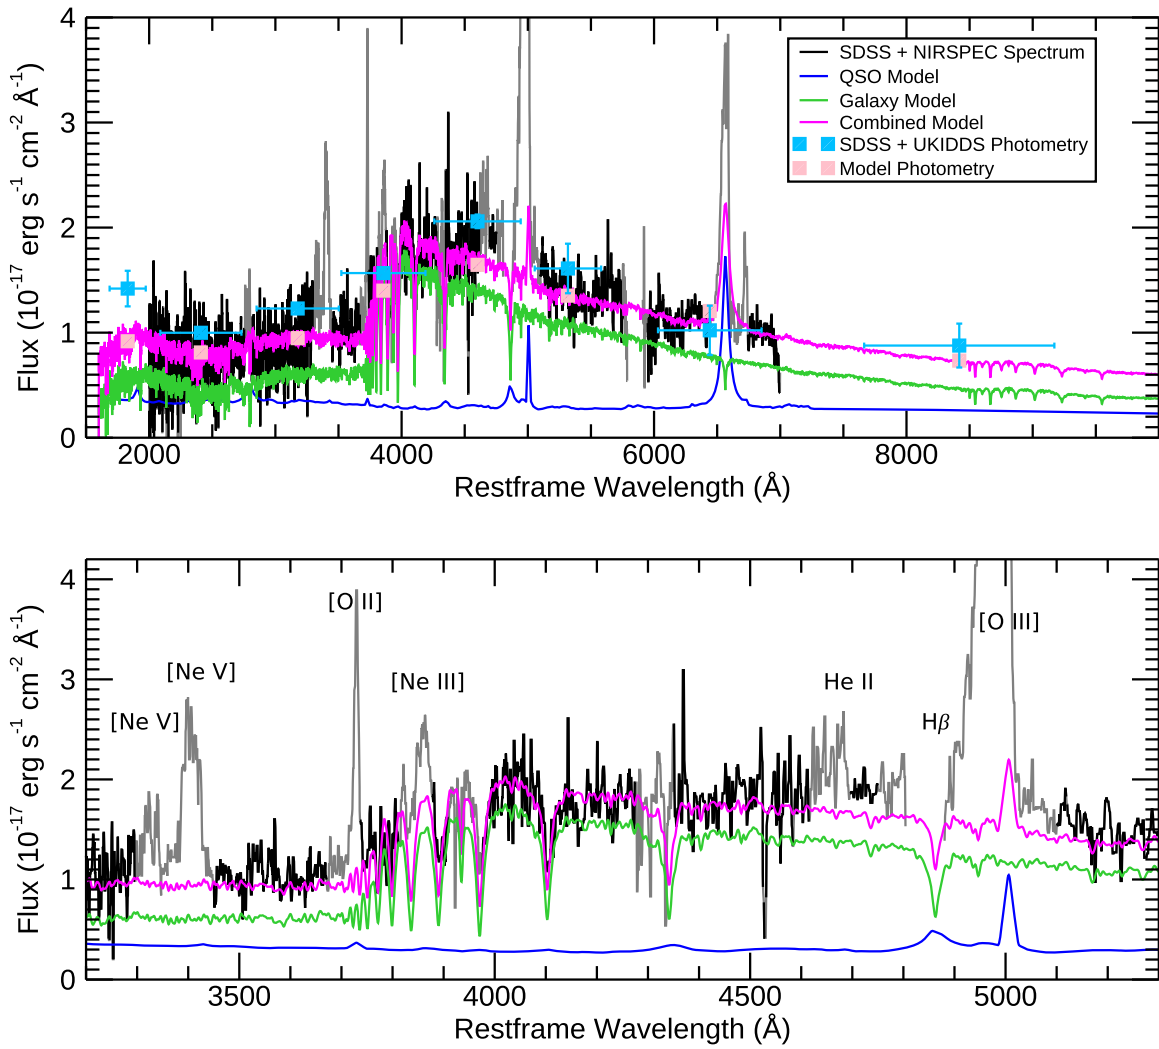 4
3
2
1
0
Flux (10⁻¹⁷ erg s⁻¹ cm⁻² Å⁻¹)
SDSS + NIRSPEC Spectrum
QSO Model
Galaxy Model
Combined Model
SDSS + UKIDDS Photometry
Model Photometry
2000 4000 6000 8000
Restframe Wavelength (Å)
4
3
2
1
0
Flux (10⁻¹⁷ erg s⁻¹ cm⁻² Å⁻¹)
[O II]
[O III]
[Ne V]
[Ne III]
He II
[Ne V]
Hβ
3500 4000 4500 5000
Restframe Wavelength (Å)